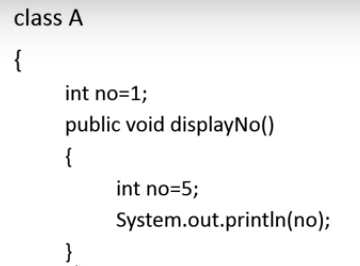 class A
{
int no=1;
public void displayNo()
{
int no=5;
System.out.println(no);
}